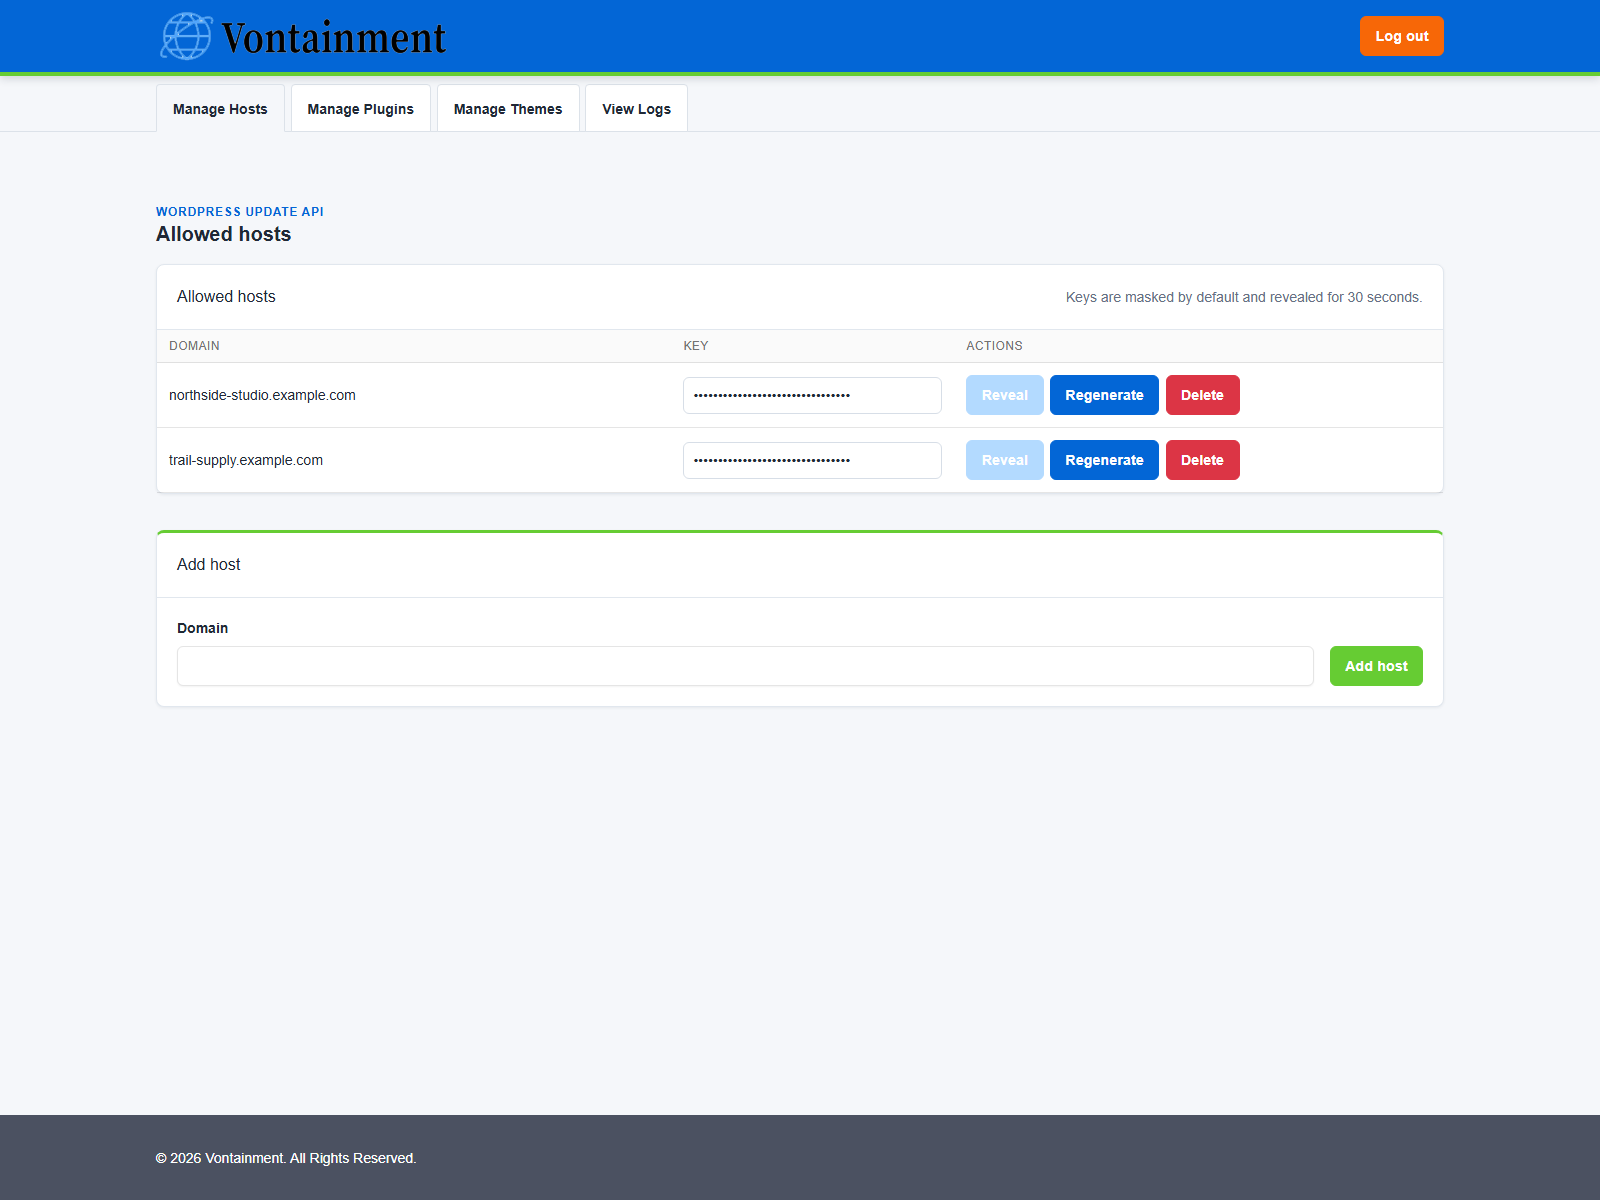 Vontainment
Log out
Manage Hosts
Manage Plugins
Manage Themes
View Logs
WORDPRESS UPDATE API
Allowed hosts
Allowed hosts
Keys are masked by default and revealed for 30 seconds.
DOMAIN KEY ACTIONS
northside-studio.example.com •••••••••••••••••••••••••••••••• Reveal Regenerate Delete
trail-supply.example.com •••••••••••••••••••••••••••••••• Reveal Regenerate Delete
Add host
Domain
Add host
© 2026 Vontainment. All Rights Reserved.